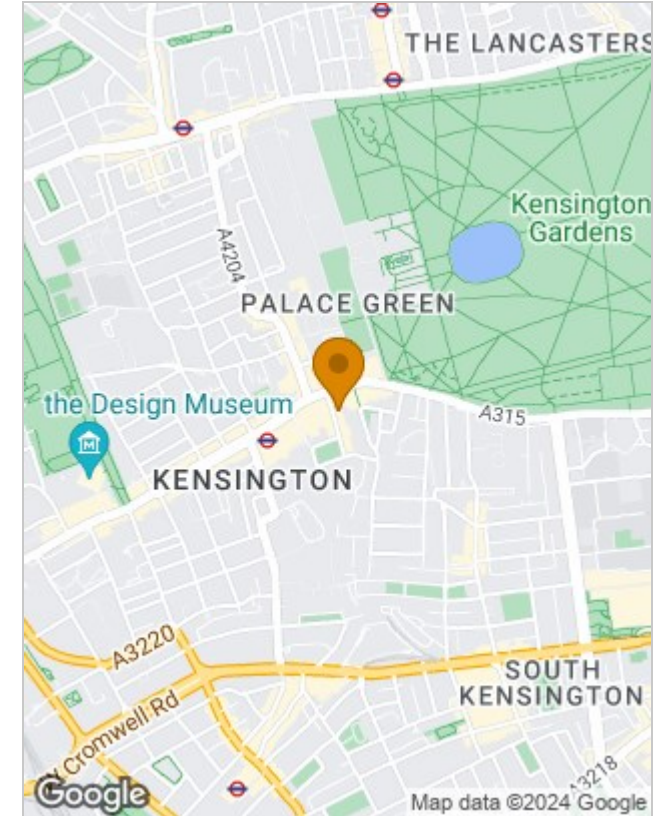 THE LANCASTERS
Kensington
Gardens
A4204
PALACE GREEN
the Design Museum
A315
KENSINGTON
A3220
SOUTH
KENSINGTON
Cromwell Rd
A3218
Google
Map data ©2024 Google